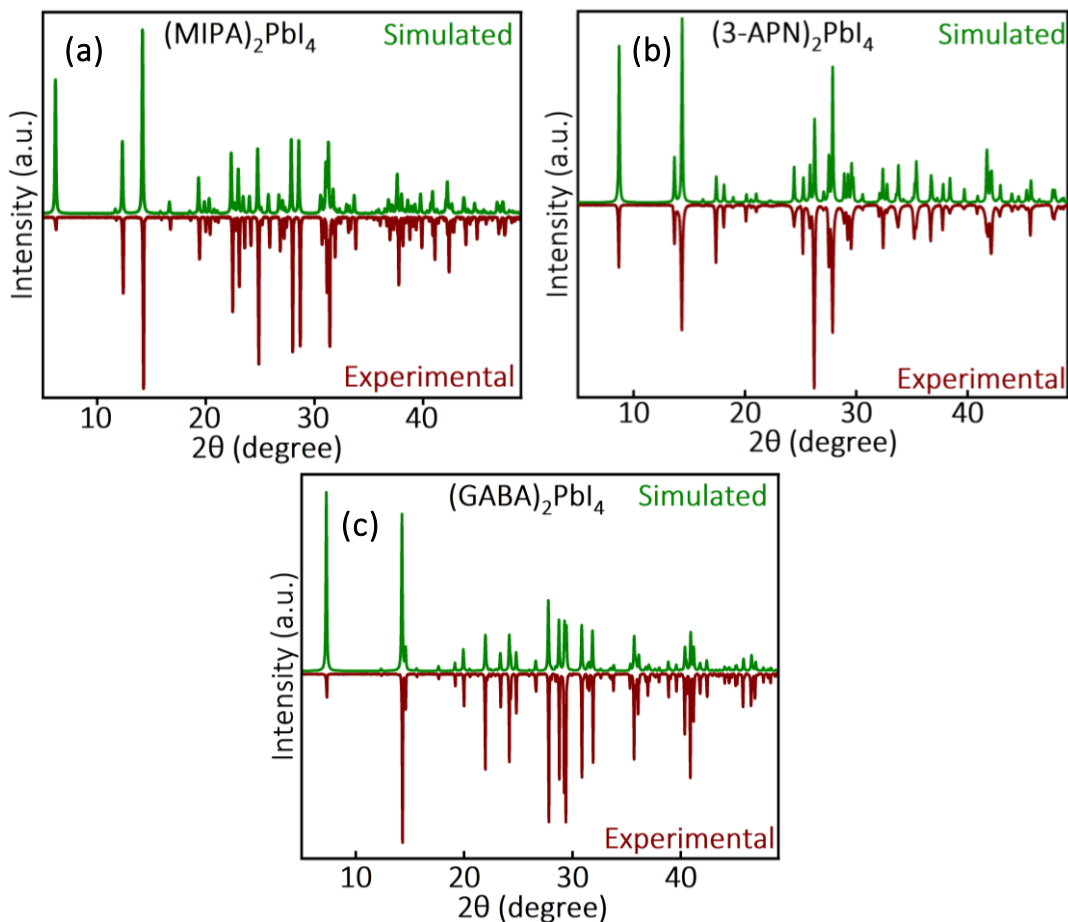 (a) (MIPA)₂PbI₄ Simulated
Intensity (a.u.)
Experimental
10 20 30 40
2θ (degree)
(b) (3-APN)₂PbI₄ Simulated
Intensity (a.u.)
Experimental
10 20 30 40
2θ (degree)
(c) (GABA)₂PbI₄ Simulated
Intensity (a.u.)
Experimental
10 20 30 40
2θ (degree)